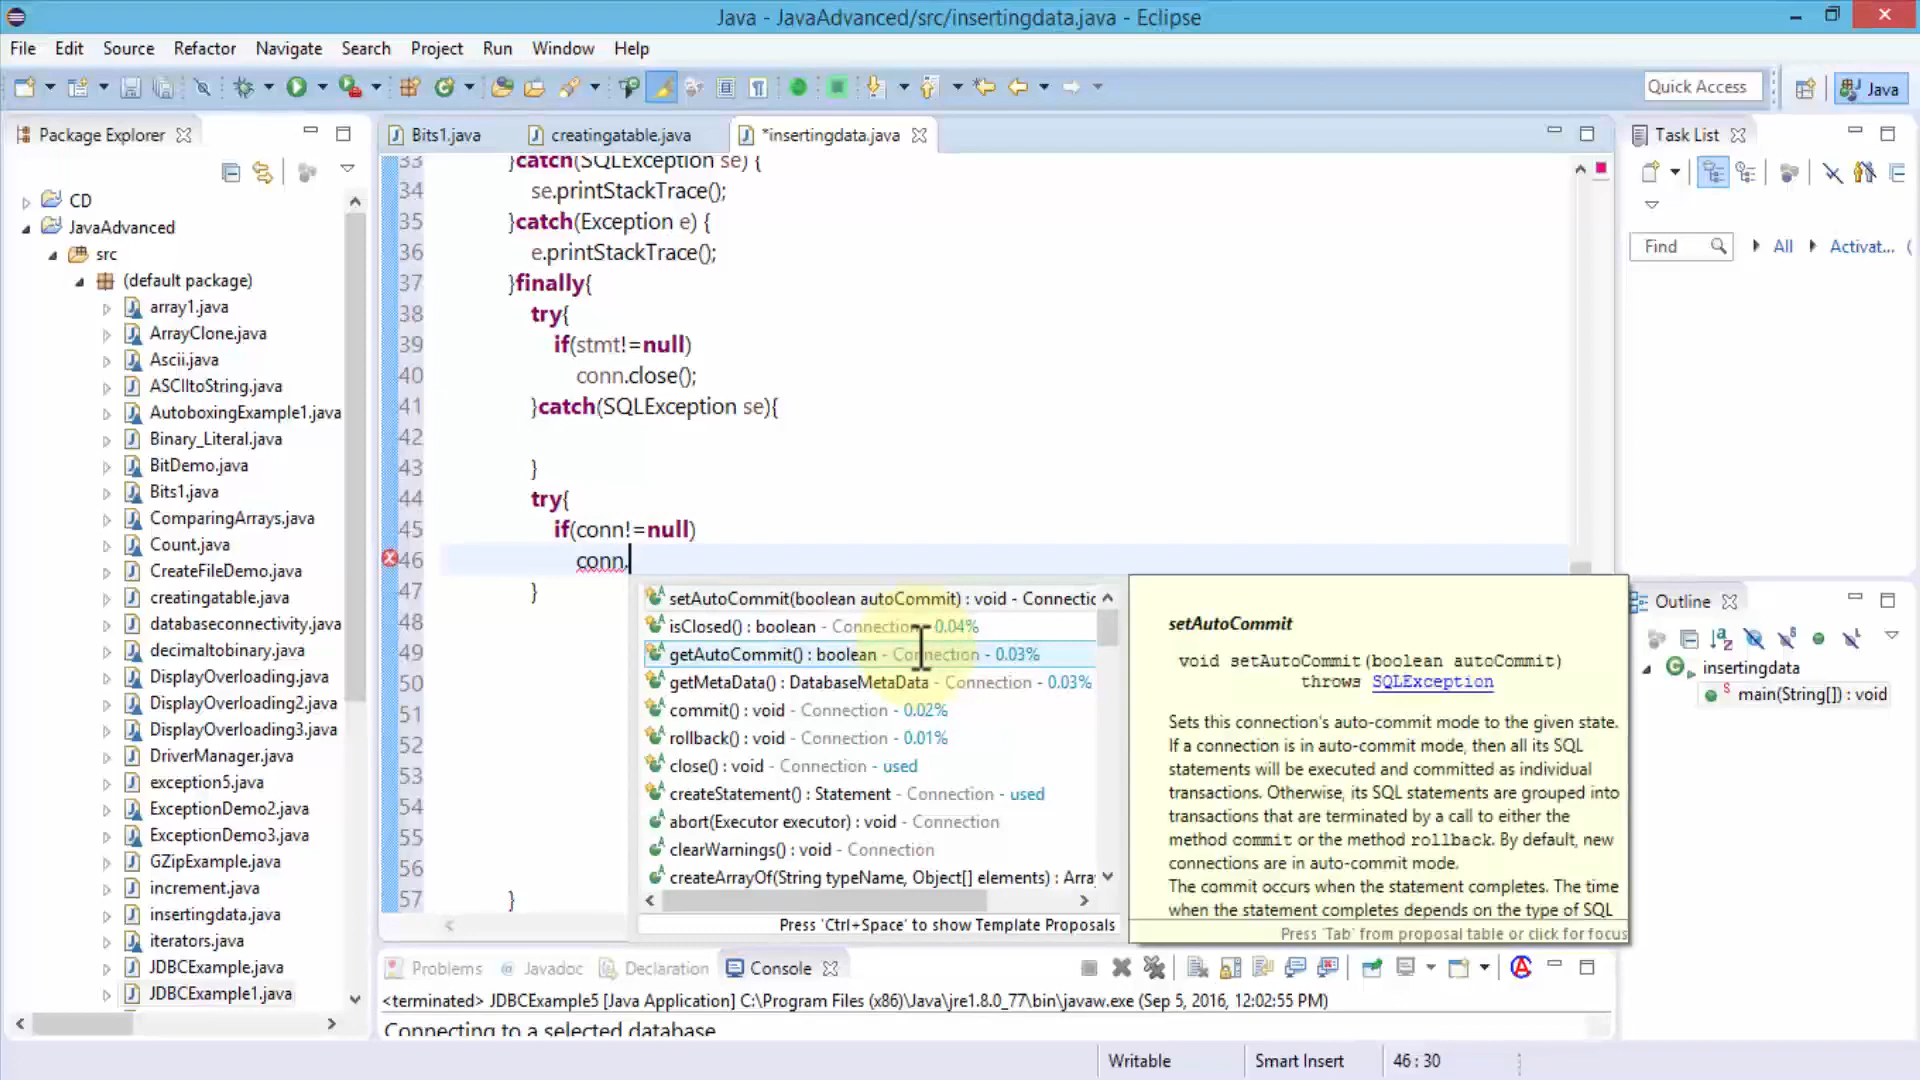 Java - JavaAdvanced/src/insertingdata.java - Eclipse
File Edit Source Refactor Navigate Search Project Run Window Help
Quick Access
Java
Package Explorer
CD
JavaAdvanced
src
(default package)
array1.java
ArrayClone.java
Ascii.java
ASCIItoString.java
AutoboxingExample1.java
Binary_Literal.java
BitDemo.java
Bits1.java
ComparingArrays.java
Count.java
CreateFileDemo.java
creatingatable.java
databaseconnectivity.java
decimaltobinary.java
DisplayOverloading.java
DisplayOverloading2.java
DisplayOverloading3.java
DriverManager.java
exception5.java
ExceptionDemo2.java
ExceptionDemo3.java
GZipExample.java
increment.java
insertingdata.java
iterators.java
JDBCExample.java
JDBCExample1.java
Bits1.java creatingatable.java *insertingdata.java
33 }catch(SQLException se) {
34 se.printStackTrace();
35 }catch(Exception e) {
36 e.printStackTrace();
37 }finally{
38 try{
39 if(stmt!=null)
40 conn.close();
41 }catch(SQLException se){
42
43 }
44 try{
45 if(conn!=null)
46 conn.
47 }
48
49
50
51
52
53
54
55
56
57 }
setAutoCommit(boolean autoCommit) : void - Connectic
isClosed() : boolean - Connection - 0.04%
getAutoCommit() : boolean - Connection - 0.03%
getMetaData() : DatabaseMetaData - Connection - 0.03%
commit() : void - Connection - 0.02%
rollback() : void - Connection - 0.01%
close() : void - Connection - used
createStatement() : Statement - Connection - used
abort(Executor executor) : void - Connection
clearWarnings() : void - Connection
createArrayOf(String typeName, Object[] elements) : Arra
Press 'Ctrl+Space' to show Template Proposals
setAutoCommit
void setAutoCommit(boolean autoCommit)
throws SQLException
Sets this connection's auto-commit mode to the given state.
If a connection is in auto-commit mode, then all its SQL
statements will be executed and committed as individual
transactions. Otherwise, its SQL statements are grouped into
transactions that are terminated by a call to either the
method commit or the method rollback. By default, new
connections are in auto-commit mode.
The commit occurs when the statement completes. The time
when the statement completes depends on the type of SQL
Press 'Tab' from proposal table or click for focus
Task List
Find All Activat...
Outline
insertingdata
main(String[]) : void
Problems Javadoc Declaration Console
<terminated> JDBCExample5 [Java Application] C:\Program Files (x86)\Java\jre1.8.0_77\bin\javaw.exe (Sep 5, 2016, 12:02:55 PM)
Connecting to a selected database
Writable Smart Insert 46 : 30